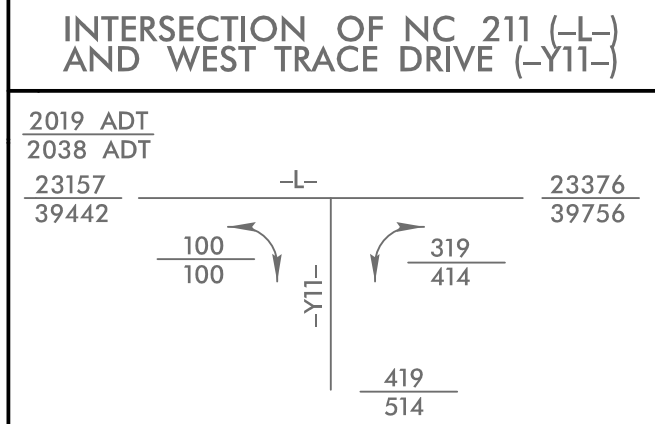 INTERSECTION OF NC 211 (–L–)
AND WEST TRACE DRIVE (–Y11–)
2019 ADT
2038 ADT
23157
39442
–L–
23376
39756
100
100
–Y11–
319
414
419
514